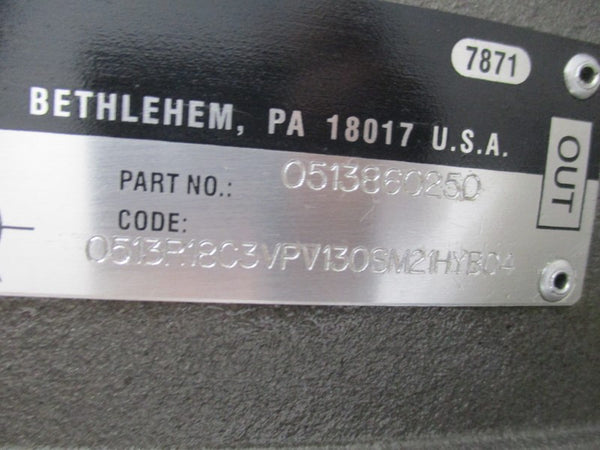 7871
BETHLEHEM, PA 18017 U.S.A.
OUT
PART NO.: 0513860250
CODE:
0513R18C3VPV130SM21HYB04